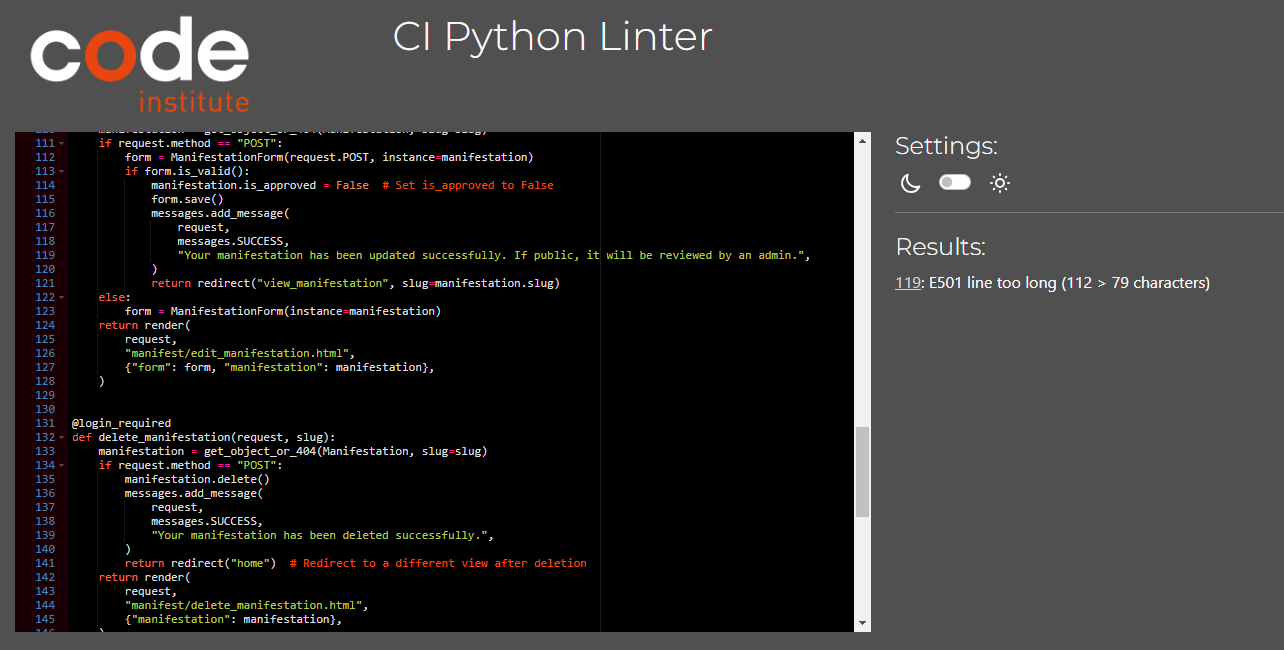 code
institute
CI Python Linter
111 if request.method == "POST":
112 form = ManifestationForm(request.POST, instance=manifestation)
113 if form.is_valid():
114 manifestation.is_approved = False  # Set is_approved to False
115 form.save()
116 messages.add_message(
117 request,
118 messages.SUCCESS,
119 "Your manifestation has been updated successfully. If public, it will be reviewed by an admin.",
120 )
121 return redirect("view_manifestation", slug=manifestation.slug)
122 else:
123 form = ManifestationForm(instance=manifestation)
124 return render(
125 request,
126 "manifest/edit_manifestation.html",
127 {"form": form, "manifestation": manifestation},
128 )
129
130
131 @login_required
132 def delete_manifestation(request, slug):
133 manifestation = get_object_or_404(Manifestation, slug=slug)
134 if request.method == "POST":
135 manifestation.delete()
136 messages.add_message(
137 request,
138 messages.SUCCESS,
139 "Your manifestation has been deleted successfully.",
140 )
141 return redirect("home")  # Redirect to a different view after deletion
142 return render(
143 request,
144 "manifest/delete_manifestation.html",
145 {"manifestation": manifestation},
Settings:
Results:
119: E501 line too long (112 > 79 characters)